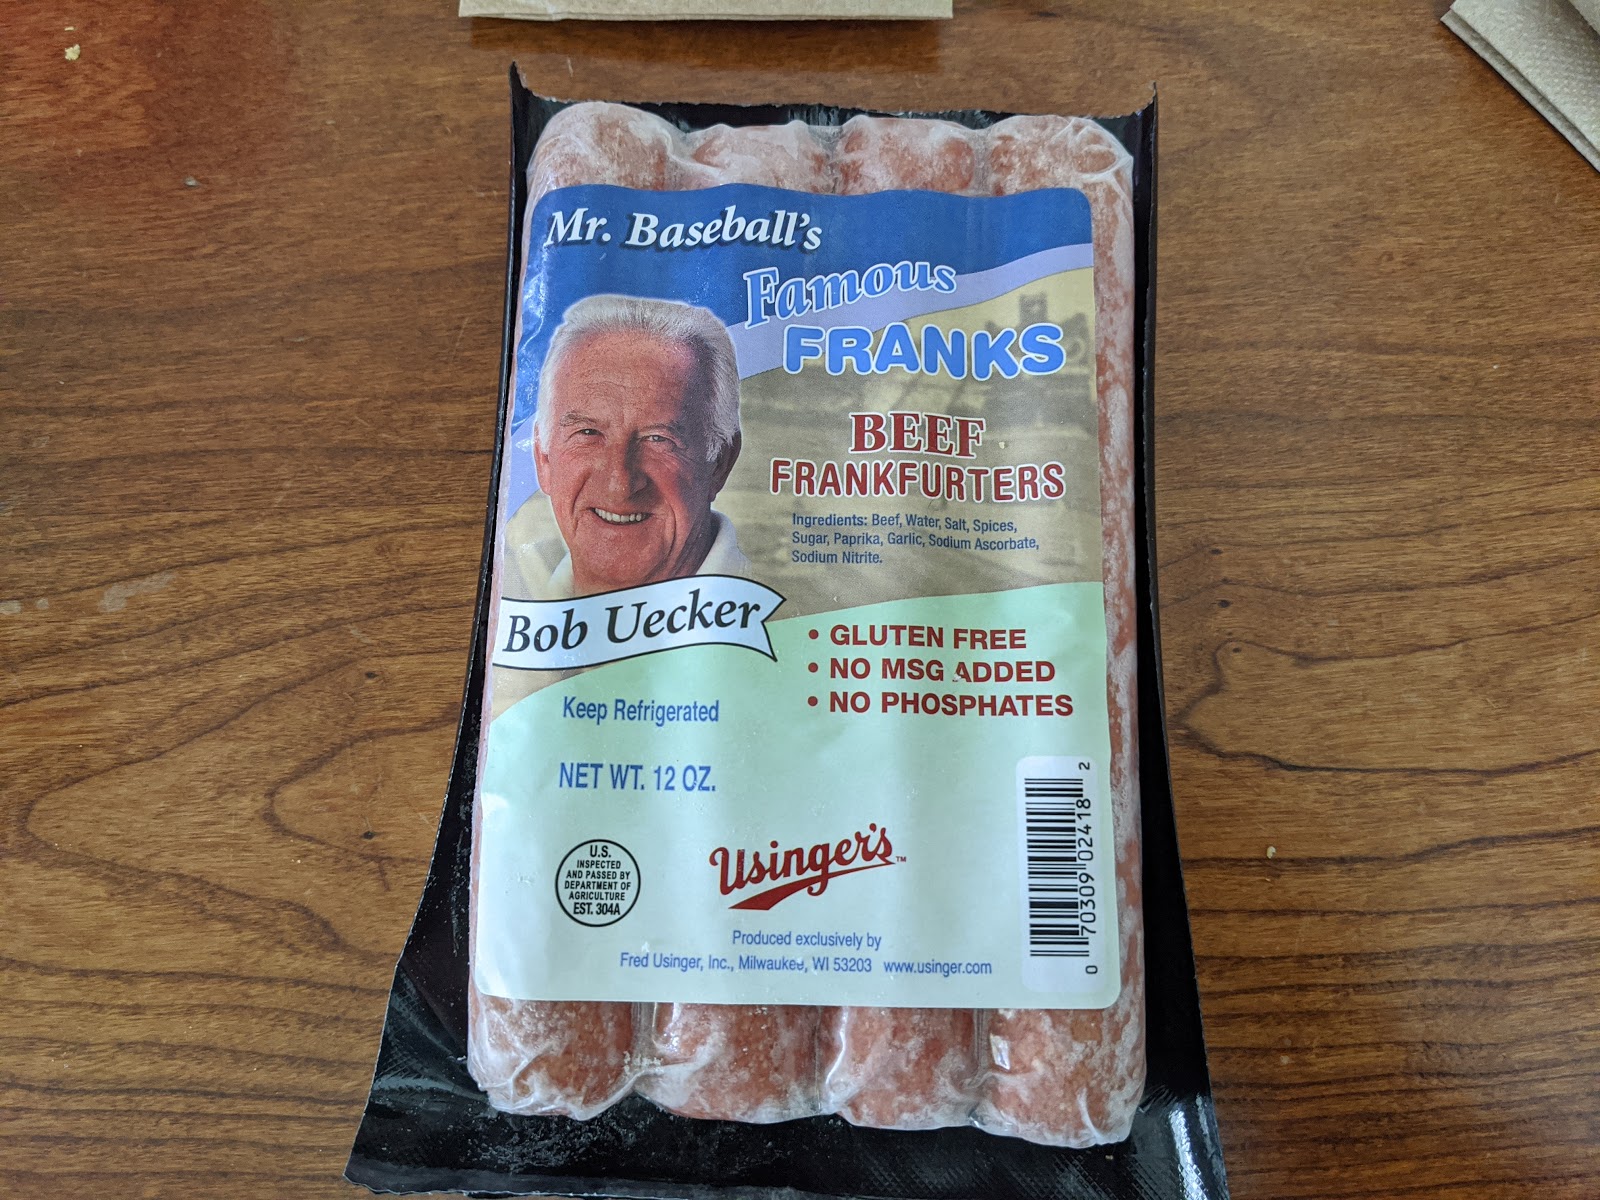 Mr. Baseball's
Famous
FRANKS
BEEF
FRANKFURTERS
Ingredients: Beef, Water, Salt, Spices,
Sugar, Paprika, Garlic, Sodium Ascorbate,
Sodium Nitrite.
Bob Uecker
• GLUTEN FREE
• NO MSG ADDED
• NO PHOSPHATES
Keep Refrigerated
NET WT. 12 OZ.
U.S.
INSPECTED
AND PASSED BY
DEPARTMENT OF
AGRICULTURE
EST. 304A
Usinger's™
Produced exclusively by
Fred Usinger, Inc., Milwaukee, WI 53203 www.usinger.com
0 70309 02418 2